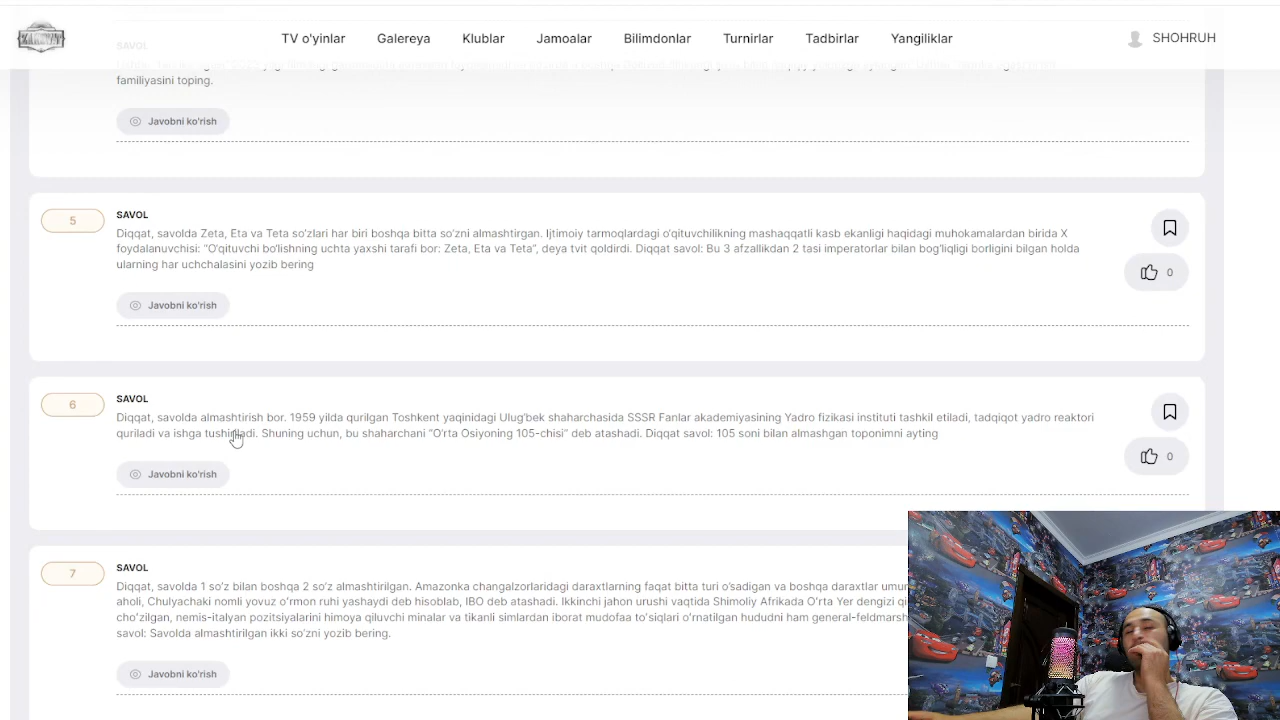 TV o'yinlar Galereya Klublar Jamoalar Bilimdonlar Turnirlar Tadbirlar Yangiliklar SHOHRUH
ZAKOVAT
SAVOL
familiyasini toping.
Javobni ko'rish
5
SAVOL
Diqqat, savolda Zeta, Eta va Teta so'zlari har biri boshqa bitta so'zni almashtirgan. Ijtimoiy tarmoqlardagi o'qituvchilikning mashaqqatli kasb ekanligi haqidagi muhokamalardan birida X
foydalanuvchisi: “O'qituvchi bo'lishning uchta yaxshi tarafi bor: Zeta, Eta va Teta”, deya tvit qoldirdi. Diqqat savol: Bu 3 afzallikdan 2 tasi imperatorlar bilan bog'liqligi borligini bilgan holda
ularning har uchchalasini yozib bering
Javobni ko'rish
0
6
SAVOL
Diqqat, savolda almashtirish bor. 1959 yilda qurilgan Toshkent yaqinidagi Ulug'bek shaharchasida SSSR Fanlar akademiyasining Yadro fizikasi instituti tashkil etiladi, tadqiqot yadro reaktori
quriladi va ishga tushiriladi. Shuning uchun, bu shaharchani “O'rta Osiyoning 105-chisi” deb atashadi. Diqqat savol: 105 soni bilan almashgan toponimni ayting
Javobni ko'rish
0
7
SAVOL
Diqqat, savolda 1 so'z bilan boshqa 2 so'z almashtirilgan. Amazonka changalzorlaridagi daraxtlarning faqat bitta turi o'sadigan va boshqa daraxtlar umu
aholi, Chulyachaki nomli yovuz o'rmon ruhi yashaydi deb hisoblab, IBO deb atashadi. Ikkinchi jahon urushi vaqtida Shimoliy Afrikada O'rta Yer dengizi
cho'zilgan, nemis-italyan pozitsiyalarini himoya qiluvchi minalar va tikanli simlardan iborat mudofaa to'siqlari o'rnatilgan hududni ham general-feldmarsh
savol: Savolda almashtirilgan ikki so'zni yozib bering.
Javobni ko'rish